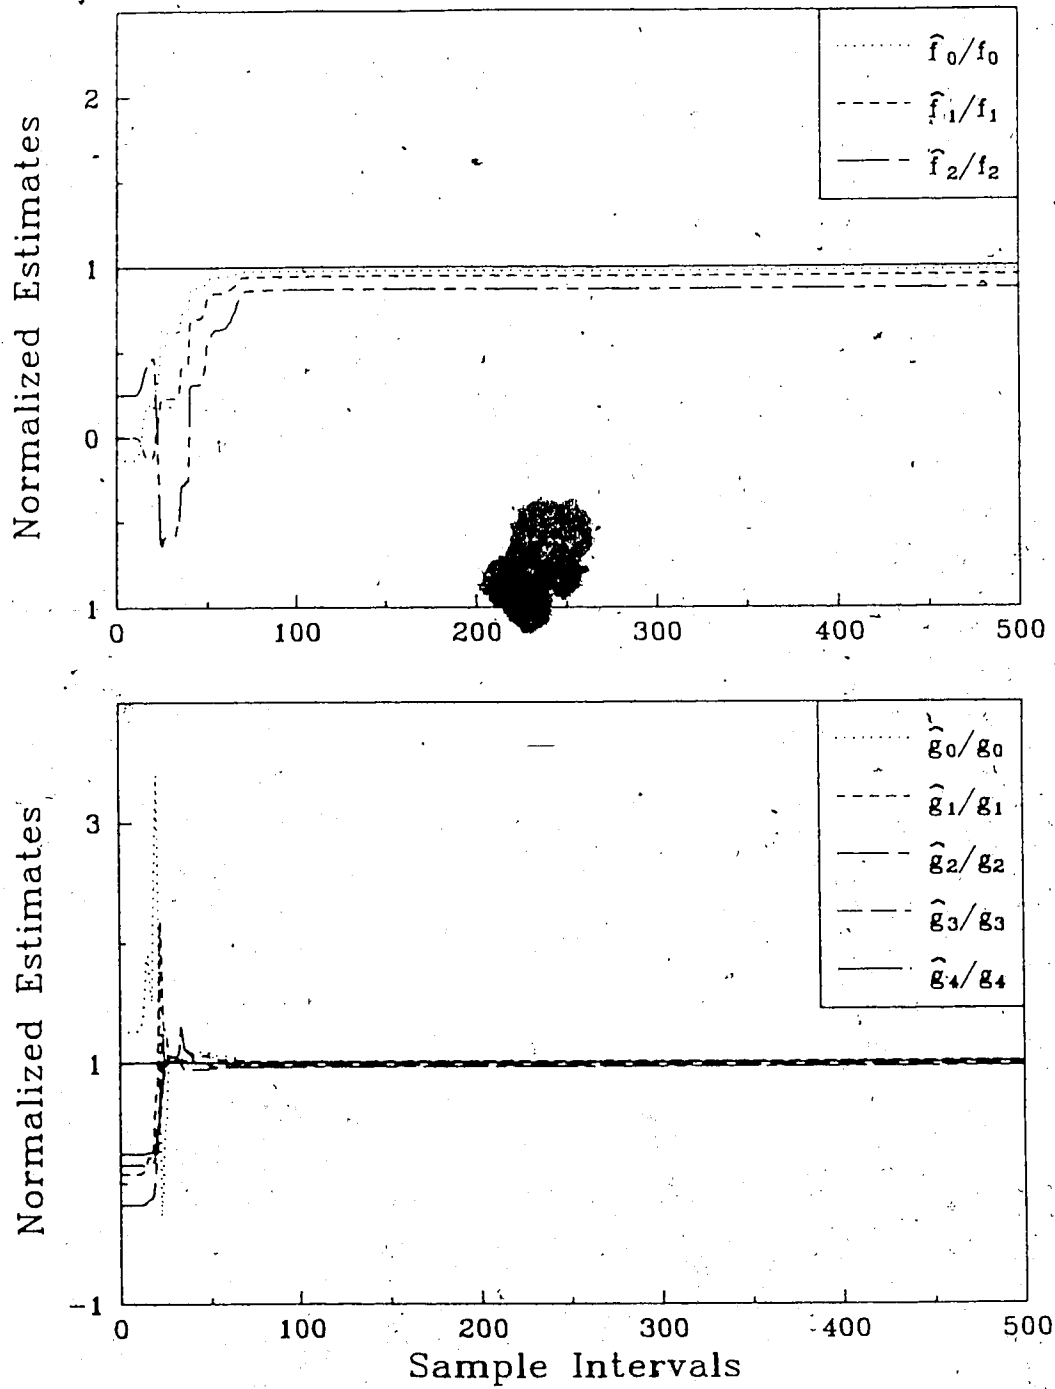 f̂₀/f₀
f̂₁/f₁
f̂₂/f₂
Normalized Estimates
2
1
0
1
0 100 200 300 400 500
ĝ₀/g₀
ĝ₁/g₁
ĝ₂/g₂
ĝ₃/g₃
ĝ₄/g₄
Normalized Estimates
3
1
-1
0 100 200 300 400 500
Sample Intervals